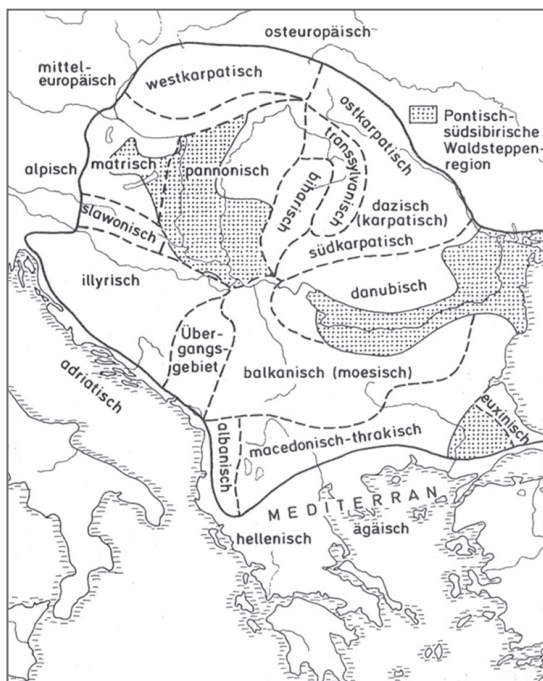 osteuropäisch
mittel-
europäisch
westkarpatisch
ostkarpatisch
Pontisch-
südsibirische
Waldsteppen-
region
transsylvanisch
alpisch
matrisch
pannonisch
biharisch
dazisch
(karpatisch)
slawonisch
südkarpatisch
illyrisch
danubisch
Über-
gangs-
gebiet
balkanisch (moesisch)
adriatisch
euxinisch
albanisch
macedonisch-thrakisch
MEDITERRAN
hellenisch
ägäisch